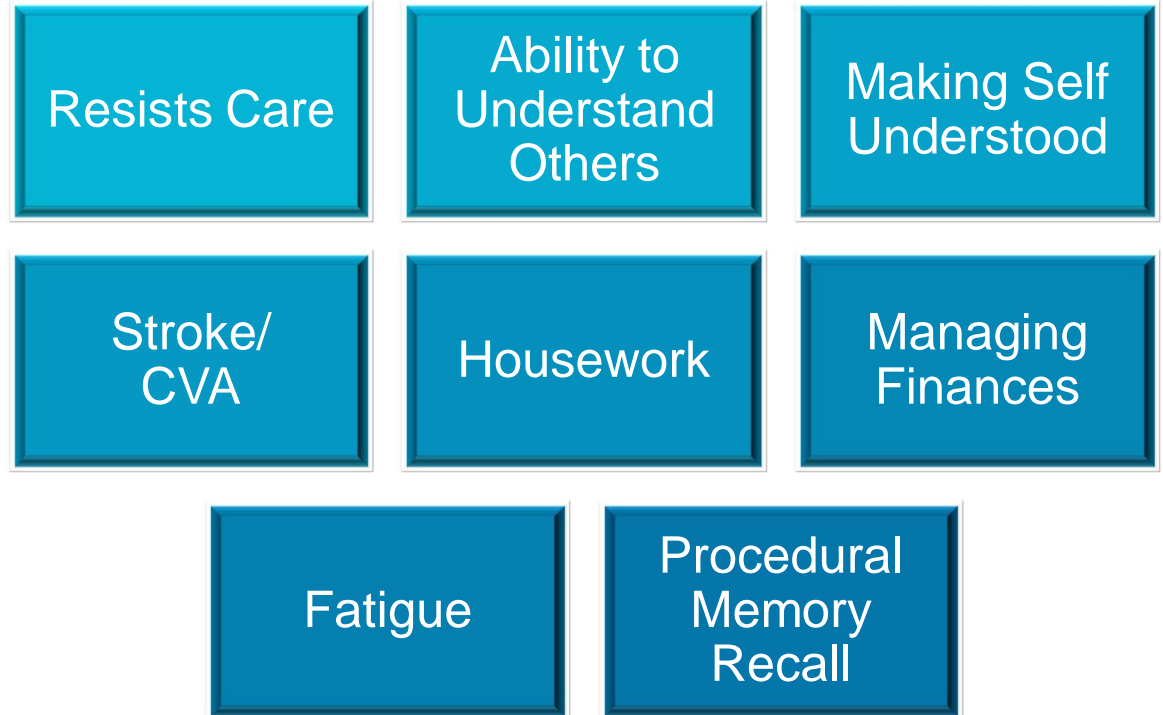 Resists Care
Ability to
Understand
Others
Making Self
Understood
Stroke/
CVA
Housework
Managing
Finances
Fatigue
Procedural
Memory
Recall